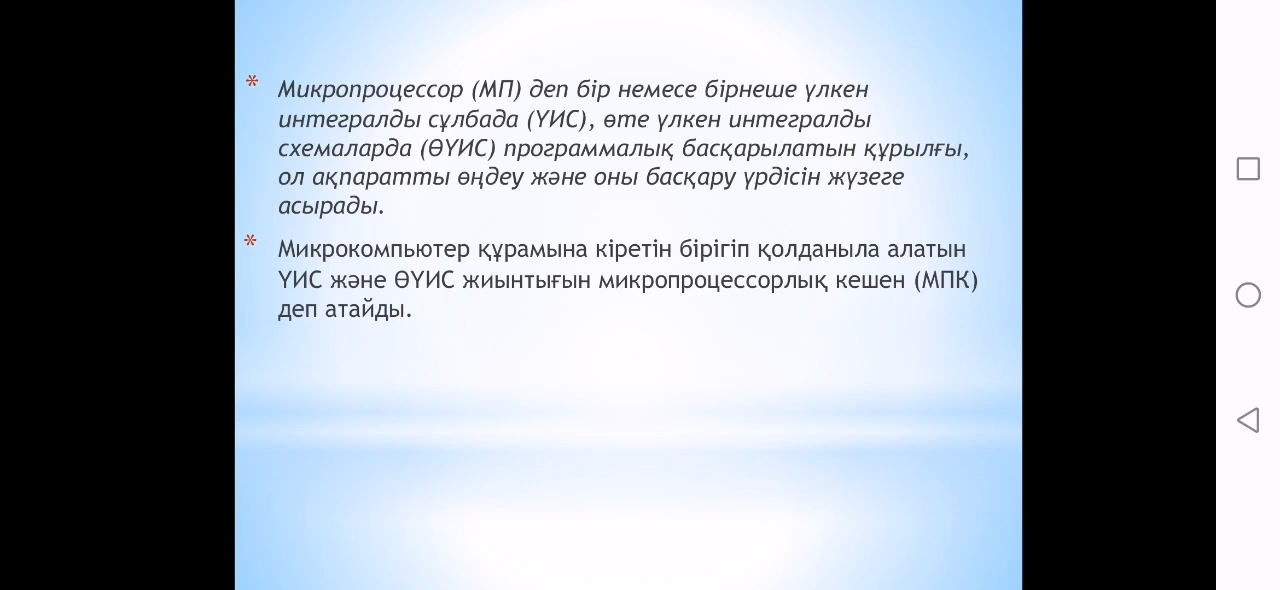 * Микропроцессор (МП) деп бір немесе бірнеше үлкен
интегралды сұлбада (ҮИС), өте үлкен интегралды
схемаларда (ӨҮИС) программалық басқарылатын құрылғы,
ол ақпаратты өңдеу және оны басқару үрдісін жүзеге
асырады.
* Микрокомпьютер құрамына кіретін бірігіп қолданыла алатын
ҮИС және ӨҮИС жиынтығын микропроцессорлық кешен (МПК)
деп атайды.